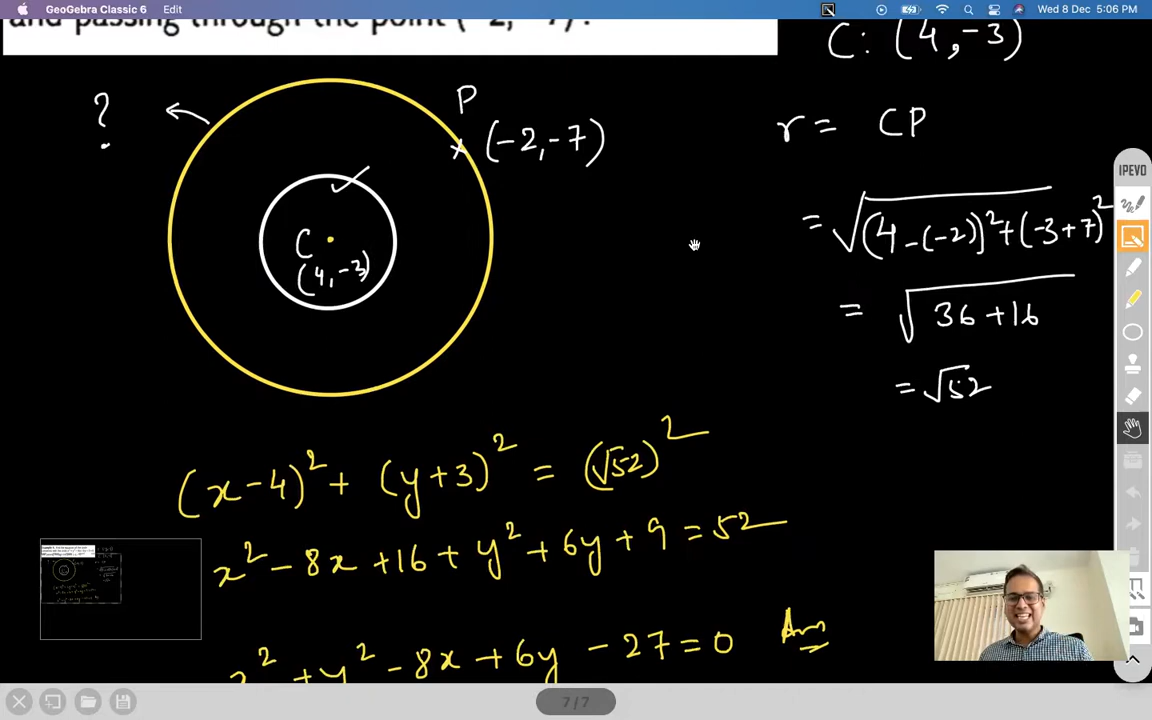 GeoGebra Classic 6 Edit
Wed 8 Dec 5:06 PM
and passing through the point (-2, -7)?
C: (4, -3)
?
P
(-2, -7)
r = CP
IPEVO
= √(4-(-2))²+(-3+7)²
C
(4, -3)
= √36+16
= √52
(x-4)² + (y+3)² = (√52)²
x² - 8x + 16 + y² + 6y + 9 = 52
x² + y² - 8x + 6y - 27 = 0 Ans
7/7